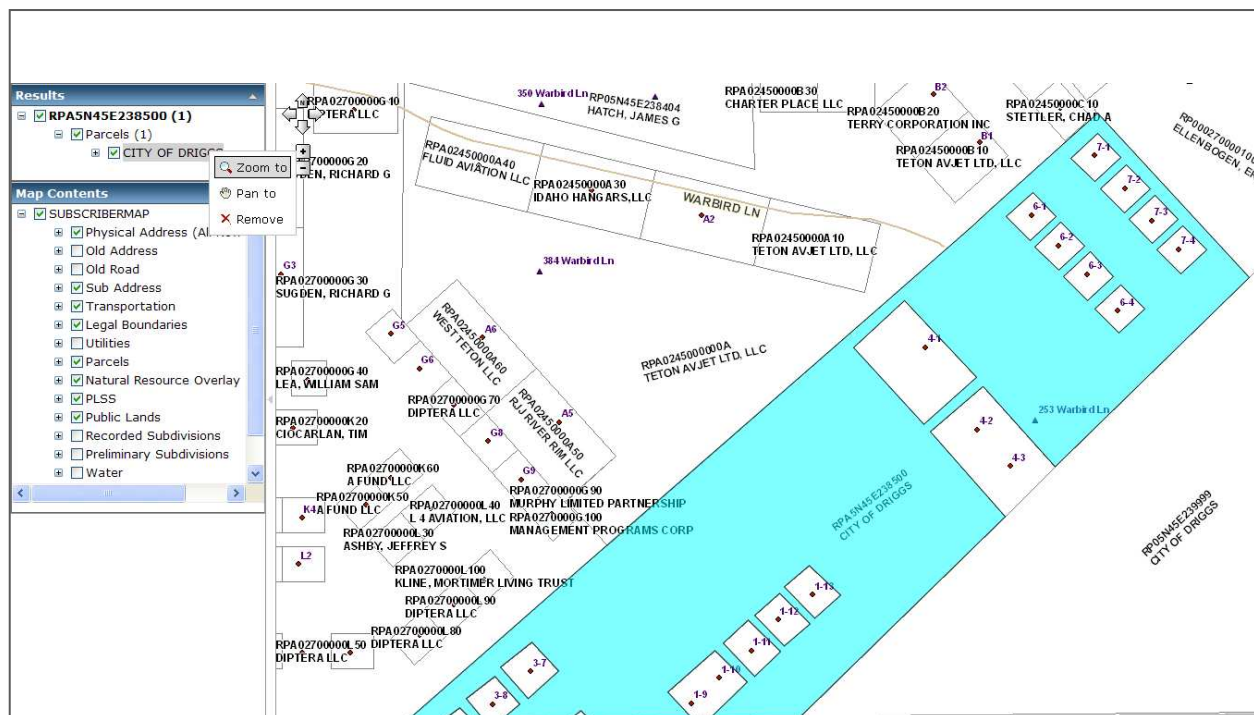 Results
RPA5N45E238500 (1)
Parcels (1)
CITY OF DRIGGS
Zoom to
Pan to
Remove
Map Contents
SUBSCRIBERMAP
Physical Address
Old Address
Old Road
Sub Address
Transportation
Legal Boundaries
Utilities
Parcels
Natural Resource Overlay
PLSS
Public Lands
Recorded Subdivisions
Preliminary Subdivisions
Water
N
RPA02700000G10
DIPTERA LLC
350 Warbird Ln
RP05N45E238404
HATCH, JAMES G
RPA02450000B30
CHARTER PLACE LLC
B2
RPA02450000B20
TERRY CORPORATION INC
B1
RPA02450000B10
TETON AVJET LTD, LLC
RPA02450000C10
STETTLER, CHAD A
RP0002700001
ELLENBOGEN,
G20
RICHARD G
RPA02450000A40
FLUID AVIATION LLC
RPA02450000A30
IDAHO HANGARS,LLC
WARBIRD LN
A2
RPA02450000A10
TETON AVJET LTD, LLC
7-1
7-2
7-3
7-4
6-1
6-2
6-3
6-4
G3
RPA02700000G30
SUGDEN, RICHARD G
384 Warbird Ln
G5
G6
A6
RPA02450000A60
WEST TETON LLC
RPA0245000000A
TETON AVJET LTD, LLC
4-1
RPA02700000G40
LEA, WILLIAM SAM
RPA02700000G70
DIPTERA LLC
A5
RPA02450000A50
RJJ RIVER RIM LLC
4-2
253 Warbird Ln
4-3
RPA02700000K20
CIOCARLAN, TIM
G8
G9
RPA02700000K60
A FUND LLC
RPA02700000K50
A FUND LLC
K4
RPA02700000L40
L 4 AVIATION, LLC
RPA02700000G90
MURPHY LIMITED PARTNERSHIP
RPA0270000G100
MANAGEMENT PROGRAMS CORP
RPA5N45E238500
CITY OF DRIGGS
RP05N45E239999
CITY OF DRIGGS
RPA02700000L30
ASHBY, JEFFREY S
L2
RPA0270000L100
KLINE, MORTIMER LIVING TRUST
RPA02700000L90
DIPTERA LLC
RPA02700000L80
DIPTERA LLC
RPA02700000L50
DIPTERA LLC
1-13
1-12
1-11
1-10
1-9
3-7
3-8